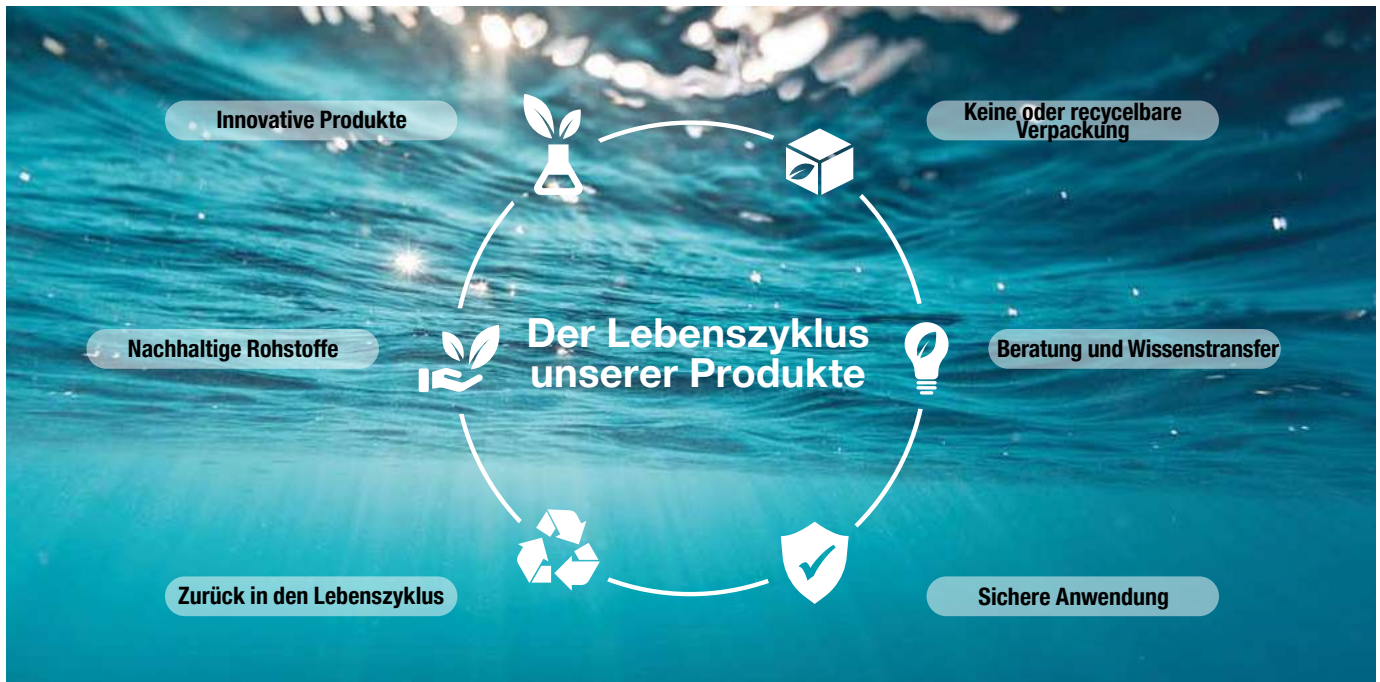 Innovative Produkte
Keine oder recycelbare
Verpackung
Nachhaltige Rohstoffe
Der Lebenszyklus
unserer Produkte
Beratung und Wissenstransfer
Zurück in den Lebenszyklus
Sichere Anwendung